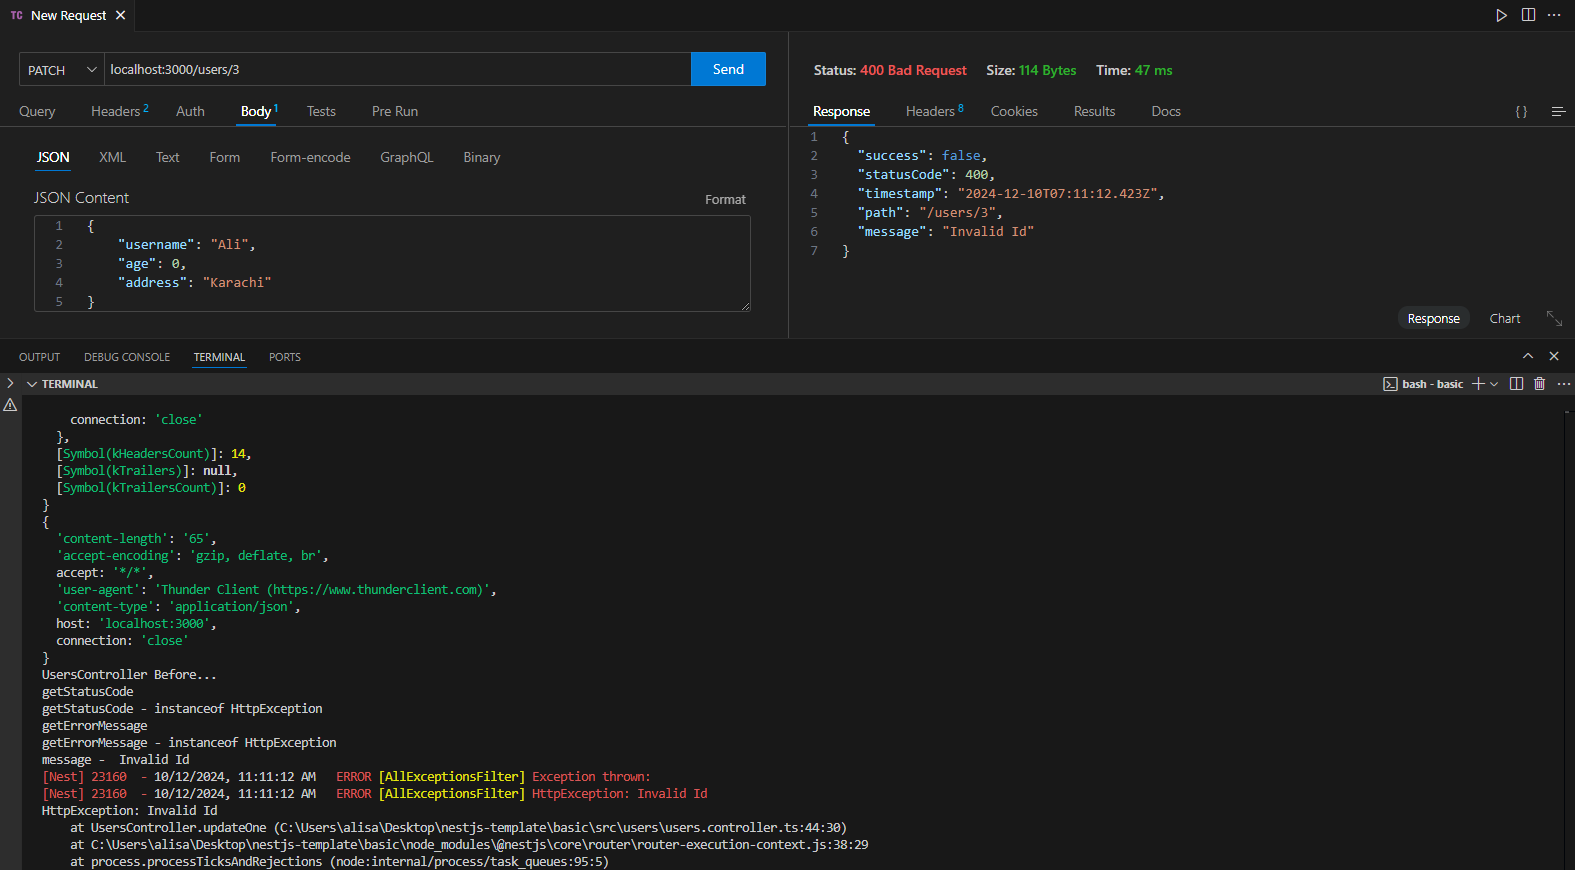 TC New Request
PATCH localhost:3000/users/3 Send
Query Headers 2 Auth Body 1 Tests Pre Run
JSON XML Text Form Form-encode GraphQL Binary
JSON Content Format
1 {
2 "username": "Ali",
3 "age": 0,
4 "address": "Karachi"
5 }
Status: 400 Bad Request Size: 114 Bytes Time: 47 ms
Response Headers 8 Cookies Results Docs {}
1 {
2 "success": false,
3 "statusCode": 400,
4 "timestamp": "2024-12-10T07:11:12.423Z",
5 "path": "/users/3",
6 "message": "Invalid Id"
7 }
Response Chart
OUTPUT DEBUG CONSOLE TERMINAL PORTS
TERMINAL bash - basic
connection: 'close'
},
[Symbol(kHeadersCount)]: 14,
[Symbol(kTrailers)]: null,
[Symbol(kTrailersCount)]: 0
}
{
'content-length': '65',
'accept-encoding': 'gzip, deflate, br',
accept: '*/*',
'user-agent': 'Thunder Client (https://www.thunderclient.com)',
'content-type': 'application/json',
host: 'localhost:3000',
connection: 'close'
}
UsersController Before...
getStatusCode
getStatusCode - instanceof HttpException
getErrorMessage
getErrorMessage - instanceof HttpException
message -  Invalid Id
[Nest] 23160  - 10/12/2024, 11:11:12 AM   ERROR [AllExceptionsFilter] Exception thrown:
[Nest] 23160  - 10/12/2024, 11:11:12 AM   ERROR [AllExceptionsFilter] HttpException: Invalid Id
HttpException: Invalid Id
at UsersController.updateOne (C:\Users\alisa\Desktop\nestjs-template\basic\src\users\users.controller.ts:44:30)
at C:\Users\alisa\Desktop\nestjs-template\basic\node_modules\@nestjs\core\router\router-execution-context.js:38:29
at process.processTicksAndRejections (node:internal/process/task_queues:95:5)